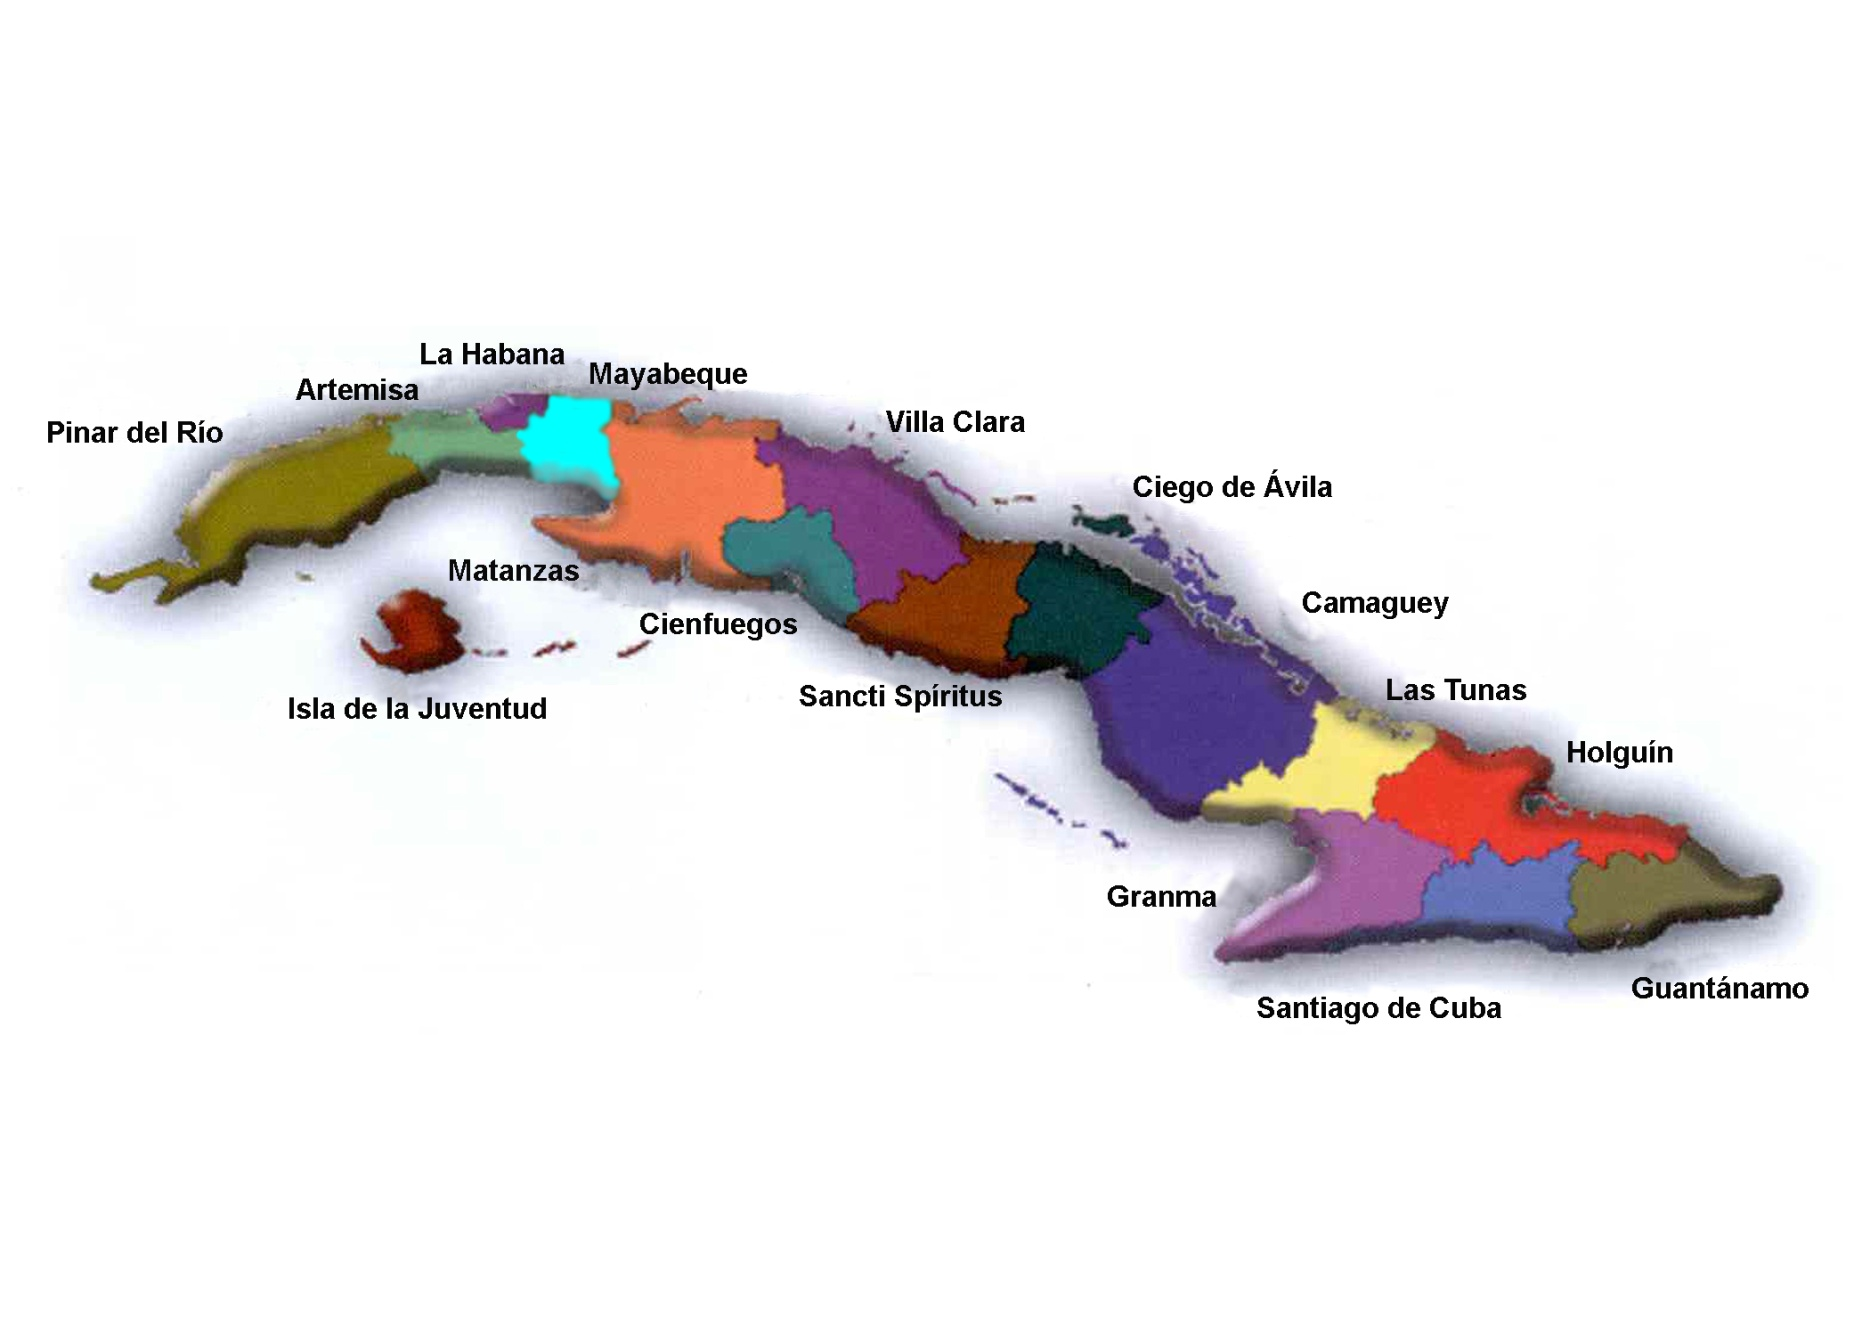 La Habana
Mayabeque
Artemisa
Pinar del Río
Villa Clara
Ciego de Ávila
Matanzas
Camaguey
Cienfuegos
Isla de la Juventud
Sancti Spíritus
Las Tunas
Holguín
Granma
Guantánamo
Santiago de Cuba